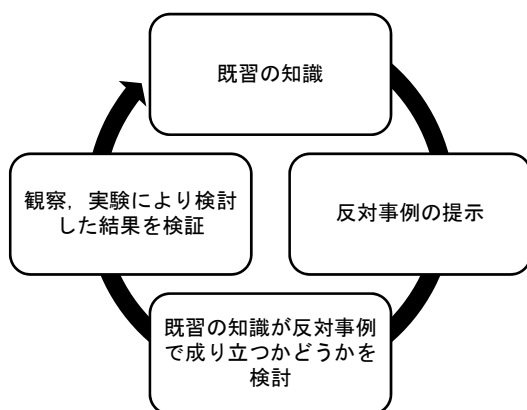 既習の知識
反対事例の提示
既習の知識が反対事例
で成り立つかどうかを
検討
観察，実験により検討
した結果を検証